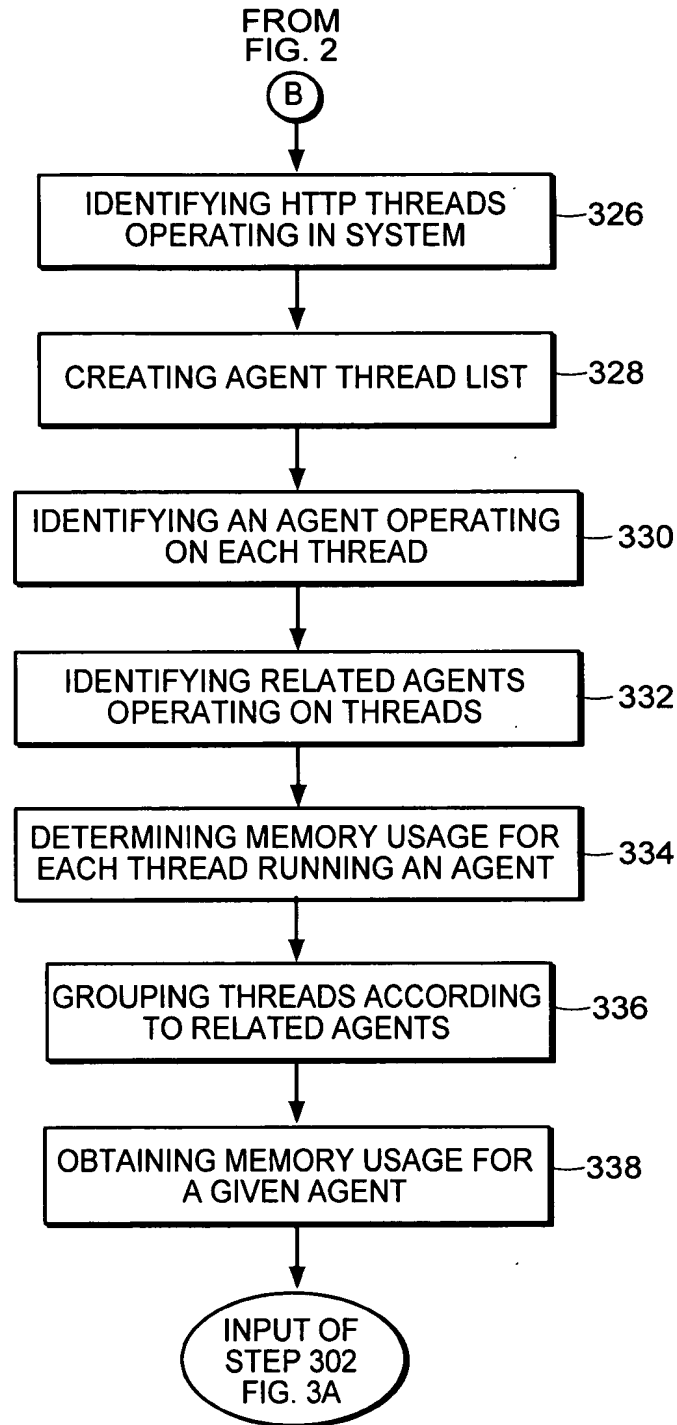 FROM
FIG. 2
B
IDENTIFYING HTTP THREADS
OPERATING IN SYSTEM
326
CREATING AGENT THREAD LIST
328
IDENTIFYING AN AGENT OPERATING
ON EACH THREAD
330
IDENTIFYING RELATED AGENTS
OPERATING ON THREADS
332
DETERMINING MEMORY USAGE FOR
EACH THREAD RUNNING AN AGENT
334
GROUPING THREADS ACCORDING
TO RELATED AGENTS
336
OBTAINING MEMORY USAGE FOR
A GIVEN AGENT
338
INPUT OF
STEP 302
FIG. 3A